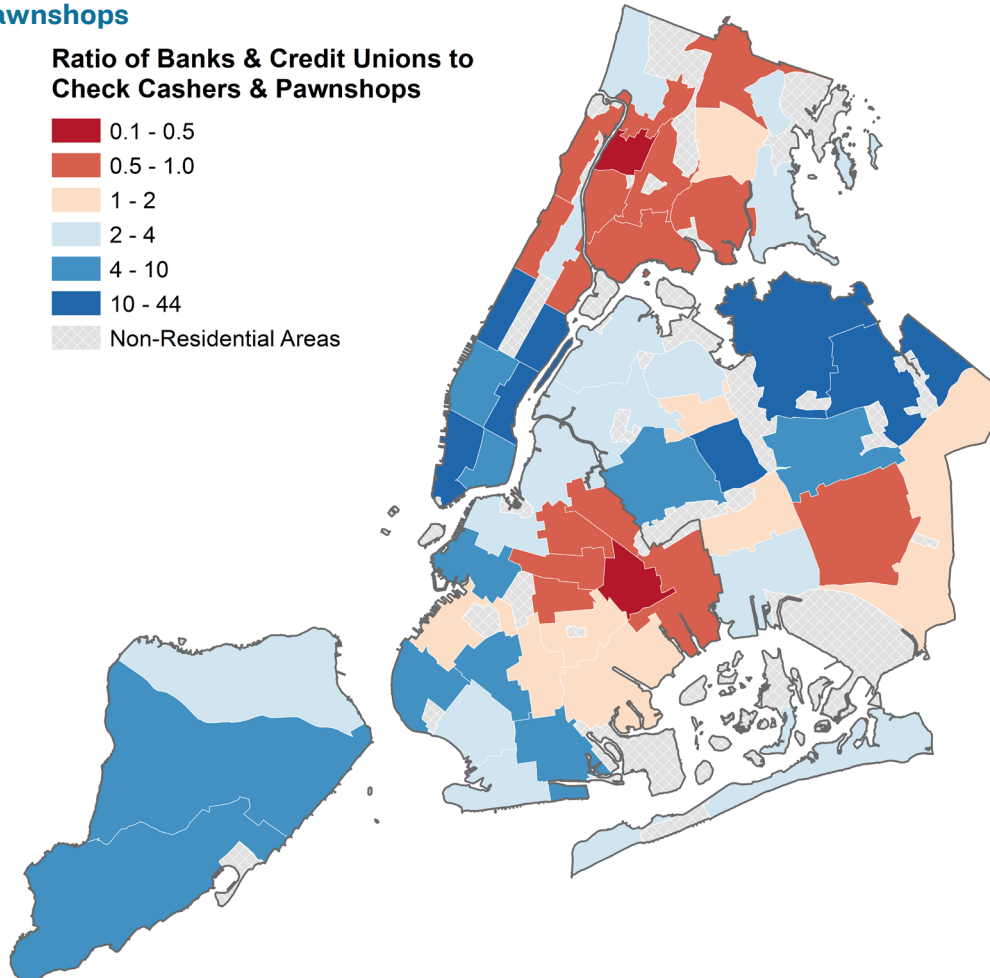 awnshops
Ratio of Banks & Credit Unions to
Check Cashers & Pawnshops
0.1 - 0.5
0.5 - 1.0
1 - 2
2 - 4
4 - 10
10 - 44
Non-Residential Areas